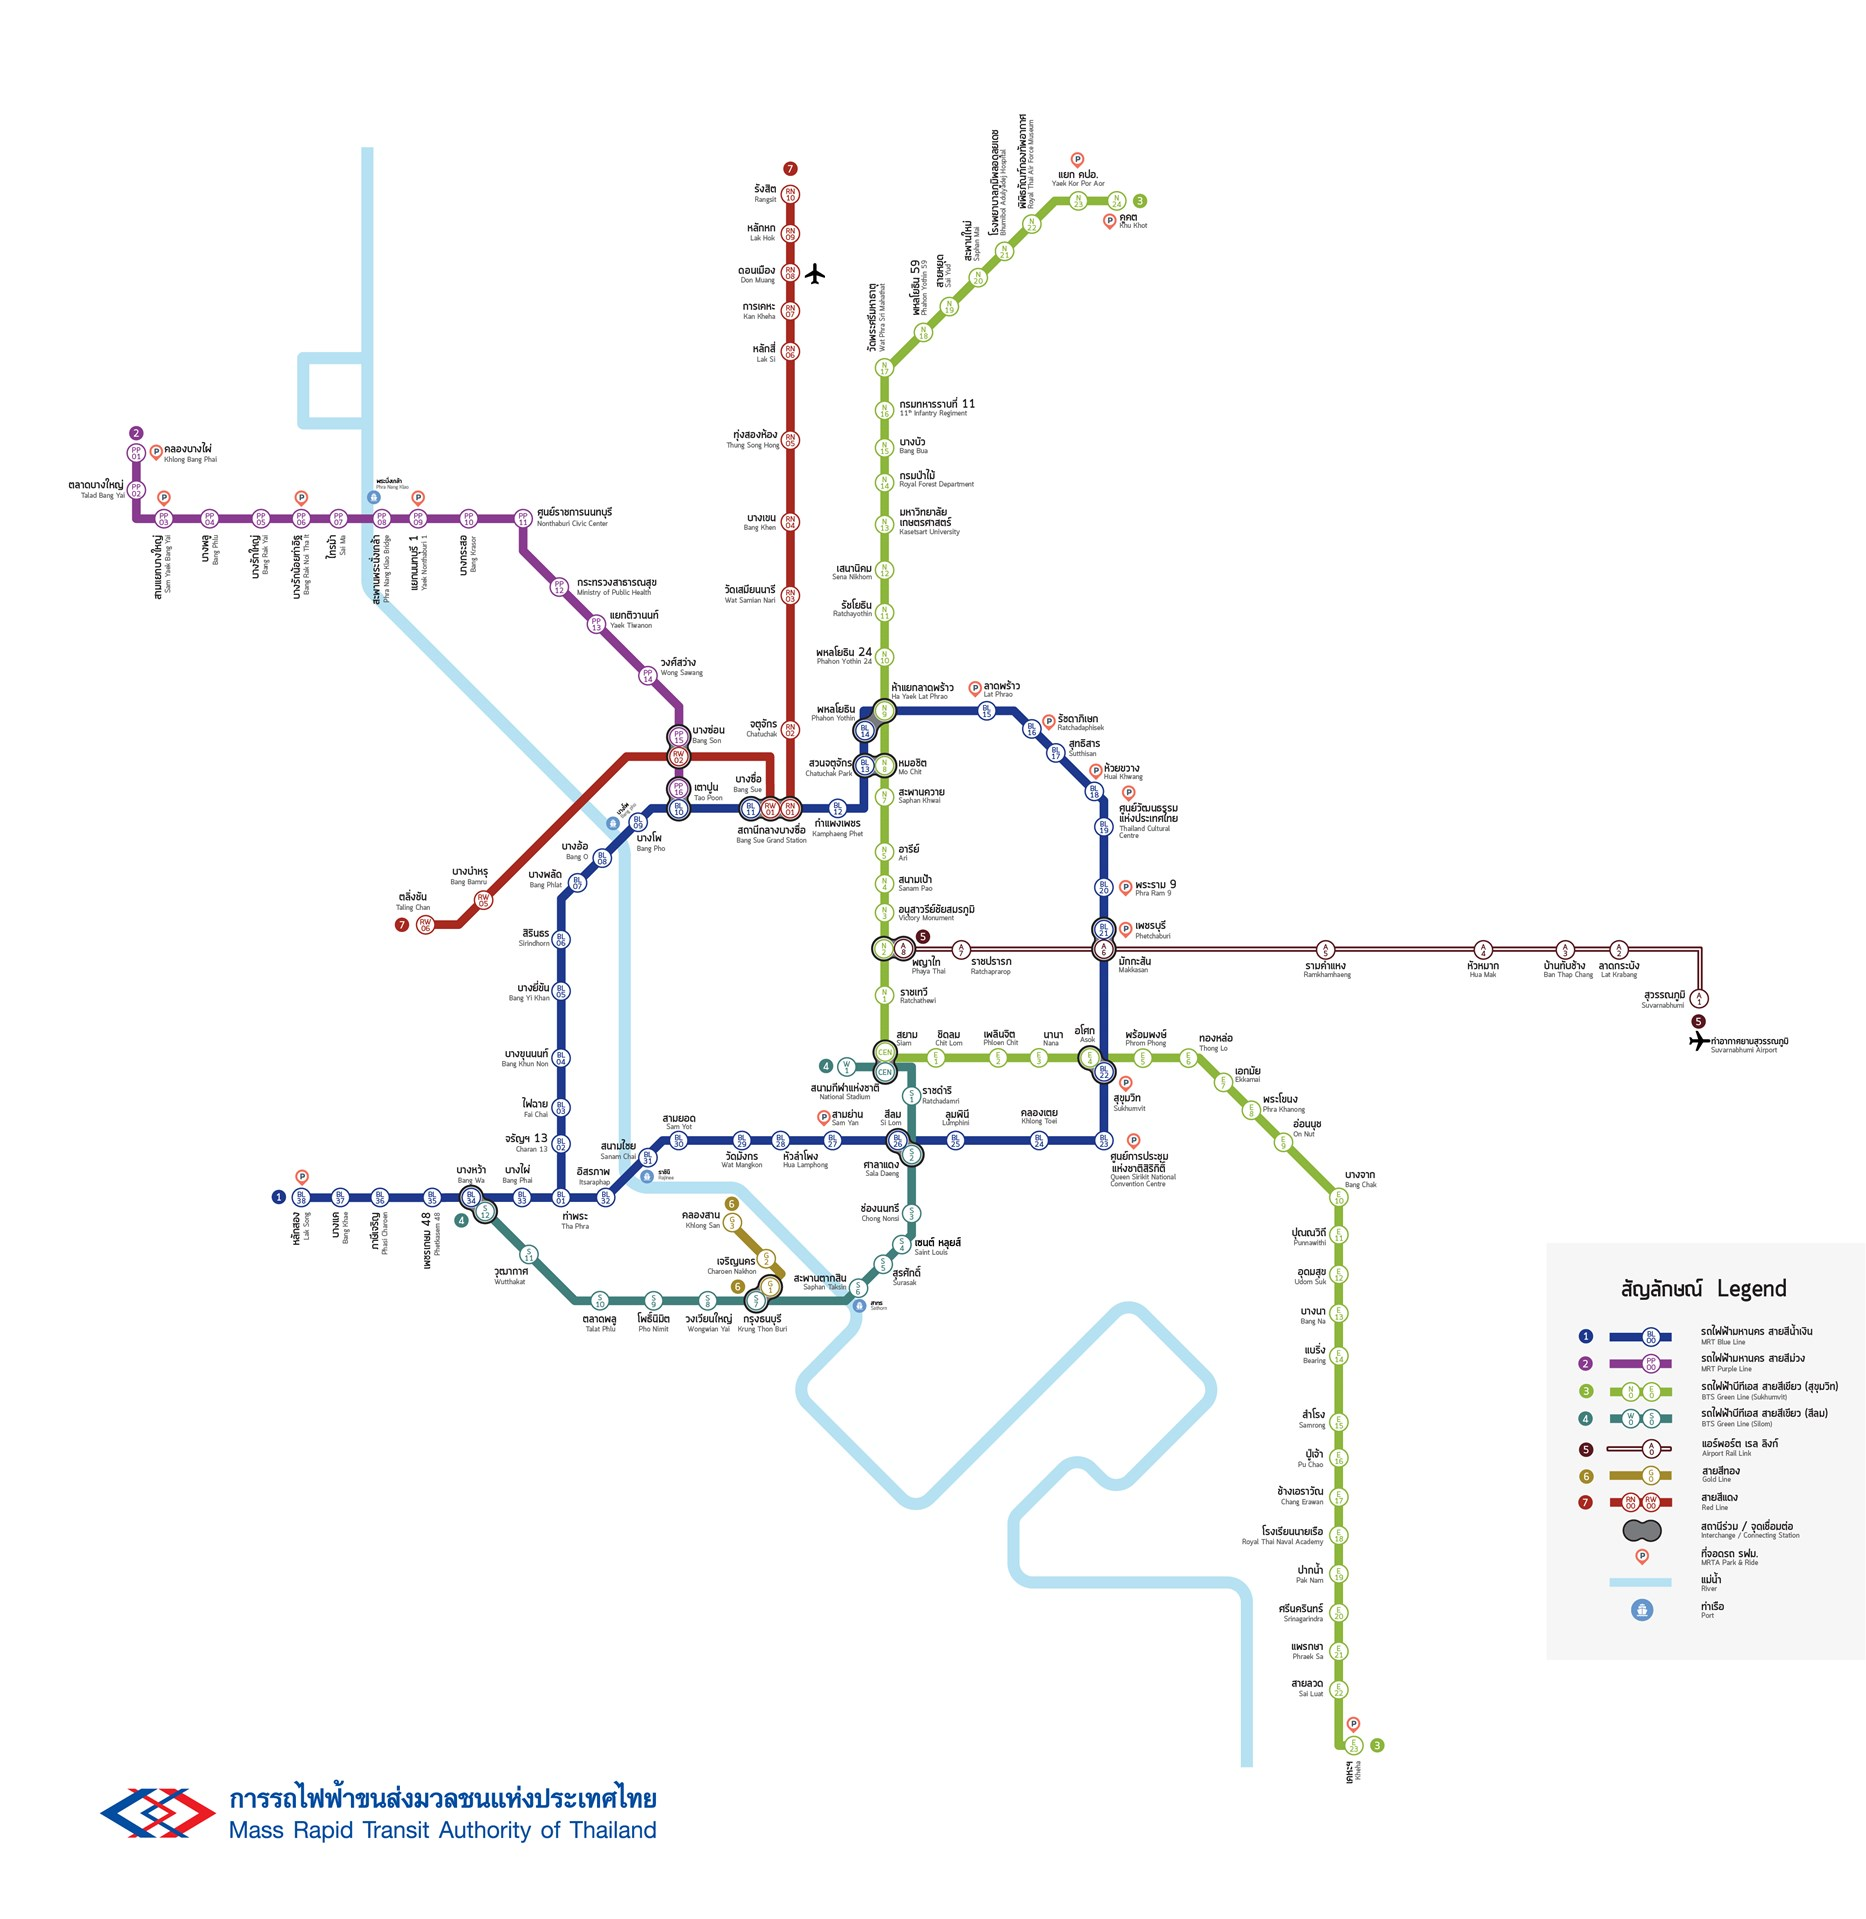 7
RN
10
รังสิต
Rangsit
RN
09
หลักหก
Lak Hok
RN
08
ดอนเมือง
Don Muang
RN
07
การเคหะ
Kan Kheha
RN
06
หลักสี่
Lak Si
RN
05
ทุ่งสองห้อง
Thung Song Hong
RN
04
บางเขน
Bang Khen
RN
03
วัดเสมียนนารี
Wat Samian Nari
RN
02
จตุจักร
Chatuchak
P
แยก คปอ.
Yaek Kor Por Aor
N
23
N
24
3
P
คูคต
Khu Khot
พิพิธภัณฑ์กองทัพอากาศ
Royal Thai Air Force Museum
N
22
โรงพยาบาลภูมิพลอดุลยเดช
Bhumibol Adulyadej Hospital
N
21
สะพานใหม่
Saphan Mai
N
20
สายหยุด
Sai Yud
N
19
พหลโยธิน 59
Phahon Yothin 59
N
18
วัดพระศรีมหาธาตุ
Wat Phra Sri Mahathat
N
17
N
16
กรมทหารราบที่ 11
11th Infantry Regiment
N
15
บางบัว
Bang Bua
N
14
กรมป่าไม้
Royal Forest Department
N
13
มหาวิทยาลัย
เกษตรศาสตร์
Kasetsart University
เสนานิคม
Sena Nikhom
N
12
รัชโยธิน
Ratchayothin
N
11
พหลโยธิน 24
Phahon Yothin 24
N
10
ห้าแยกลาดพร้าว
Ha Yaek Lat Phrao
N
9
2
PP
01
P
คลองบางไผ่
Khlong Bang Phai
ตลาดบางใหญ่
Talad Bang Yai
PP
02
P
PP
03
สามแยกบางใหญ่
Sam Yaek Bang Yai
PP
04
บางพลู
Bang Phlu
PP
05
บางรักใหญ่
Bang Rak Yai
P
PP
06
บางรักน้อยท่าอิฐ
Bang Rak Noi Tha It
PP
07
ไทรม้า
Sai Ma
พระนั่งเกล้า
Phra Nang Klao
PP
08
สะพานพระนั่งเกล้า
Phra Nang Klao Bridge
P
PP
09
แยกนนทบุรี 1
Yaek Nonthaburi 1
PP
10
บางกระสอ
Bang Krasor
PP
11
ศูนย์ราชการนนทบุรี
Nonthaburi Civic Center
PP
12
กระทรวงสาธารณสุข
Ministry of Public Health
PP
13
แยกติวานนท์
Yaek Tiwanon
PP
14
วงศ์สว่าง
Wong Sawang
PP
15
บางซ่อน
Bang Son
RW
02
PP
16
เตาปูน
Tao Poon
BL
10
บางซื่อ
Bang Sue
BL
11
RW
01
RN
01
สถานีกลางบางซื่อ
Bang Sue Grand Station
BL
12
กำแพงเพชร
Kamphaeng Phet
สวนจตุจักร
Chatuchak Park
BL
13
N
8
หมอชิต
Mo Chit
พหลโยธิน
Phahon Yothin
BL
14
P
ลาดพร้าว
Lat Phrao
BL
15
P
รัชดาภิเษก
Ratchadaphisek
BL
16
สุทธิสาร
Sutthisan
BL
17
P
ห้วยขวาง
Huai Khwang
BL
18
P
ศูนย์วัฒนธรรม
แห่งประเทศไทย
Thailand Cultural
Centre
BL
19
BL
20
P
พระราม 9
Phra Ram 9
BL
21
P
เพชรบุรี
Phetchaburi
N
7
สะพานควาย
Saphan Khwai
N
5
อารีย์
Ari
N
4
สนามเป้า
Sanam Pao
N
3
อนุสาวรีย์ชัยสมรภูมิ
Victory Monument
5
N
2
A
8
พญาไท
Phaya Thai
A
7
ราชปรารภ
Ratchaprarop
A
6
มักกะสัน
Makkasan
A
5
รามคำแหง
Ramkhamhaeng
A
4
หัวหมาก
Hua Mak
A
3
บ้านทับช้าง
Ban Thap Chang
A
2
ลาดกระบัง
Lat Krabang
สุวรรณภูมิ
Suvarnabhumi
A
1
5
ท่าอากาศยานสุวรรณภูมิ
Suvarnabhumi Airport
บางโพ
Bang pho
BL
09
บางโพ
Bang Pho
บางอ้อ
Bang O
BL
08
บางพลัด
Bang Phlat
BL
07
บางบำหรุ
Bang Bamru
RW
05
ตลิ่งชัน
Taling Chan
7
RW
06
สิรินธร
Sirindhorn
BL
06
บางยี่ขัน
Bang Yi Khan
BL
05
บางขุนนนท์
Bang Khun Non
BL
04
ไฟฉาย
Fai Chai
BL
03
จรัญฯ 13
Charan 13
BL
02
N
1
ราชเทวี
Ratchathewi
สยาม
Siam
CEN
CEN
ชิดลม
Chit Lom
E
1
เพลินจิต
Phloen Chit
E
2
นานา
Nana
E
3
อโศก
Asok
E
4
พร้อมพงษ์
Phrom Phong
E
5
ทองหล่อ
Thong Lo
E
6
เอกมัย
Ekkamai
E
7
พระโขนง
Phra Khanong
E
8
อ่อนนุช
On Nut
E
9
บางจาก
Bang Chak
E
10
BL
22
P
สุขุมวิท
Sukhumvit
4
W
1
สนามกีฬาแห่งชาติ
National Stadium
S
1
ราชดำริ
Ratchadamri
สามยอด
Sam Yot
BL
30
BL
29
วัดมังกร
Wat Mangkon
BL
28
หัวลำโพง
Hua Lamphong
P
สามย่าน
Sam Yan
BL
27
สีลม
Si Lom
BL
26
S
2
ศาลาแดง
Sala Daeng
ลุมพินี
Lumphini
BL
25
คลองเตย
Khlong Toei
BL
24
BL
23
P
ศูนย์การประชุม
แห่งชาติสิริกิติ์
Queen Sirikit National
Convention Centre
สนามไชย
Sanam Chai
BL
31
ราชินี
Rajinee
1
P
BL
38
หลักสอง
Lak Song
BL
37
บางแค
Bang Khae
BL
36
ภาษีเจริญ
Phasi Charoen
BL
35
เพชรเกษม 48
Phetkasem 48
บางหว้า
Bang Wa
BL
34
4
S
12
บางไผ่
Bang Phai
BL
33
BL
01
ท่าพระ
Tha Phra
อิสรภาพ
Itsaraphap
BL
32
S
11
วุฒากาศ
Wutthakat
S
10
ตลาดพลู
Talat Phlu
S
9
โพธิ์นิมิต
Pho Nimit
S
8
วงเวียนใหญ่
Wongwian Yai
S
7
กรุงธนบุรี
Krung Thon Buri
6
คลองสาน
Khlong San
G
3
เจริญนคร
Charoen Nakhon
G
2
6
G
1
สะพานตากสิน
Saphan Taksin
S
6
สาทร
Sathorn
S
5
สุรศักดิ์
Surasak
S
4
เซนต์ หลุยส์
Saint Louis
ช่องนนทรี
Chong Nonsi
S
3
ปุณณวิถี
Punnawithi
E
11
อุดมสุข
Udom Suk
E
12
บางนา
Bang Na
E
13
แบริ่ง
Bearing
E
14
สำโรง
Samrong
E
15
ปู่เจ้า
Pu Chao
E
16
ช้างเอราวัณ
Chang Erawan
E
17
โรงเรียนนายเรือ
Royal Thai Naval Academy
E
18
ปากน้ำ
Pak Nam
E
19
ศรีนครินทร์
Srinagarindra
E
20
แพรกษา
Phraek Sa
E
21
สายลวด
Sai Luat
E
22
P
E
23
3
เคหะฯ
Kheha
สัญลักษณ์ Legend
1
BL
00
รถไฟฟ้ามหานคร สายสีน้ำเงิน
MRT Blue Line
2
PP
00
รถไฟฟ้ามหานคร สายสีม่วง
MRT Purple Line
3
N
0
E
0
รถไฟฟ้าบีทีเอส สายสีเขียว (สุขุมวิท)
BTS Green Line (Sukhumvit)
4
W
0
S
0
รถไฟฟ้าบีทีเอส สายสีเขียว (สีลม)
BTS Green Line (Silom)
5
A
0
แอร์พอร์ต เรล ลิงก์
Airport Rail Link
6
G
0
สายสีทอง
Gold Line
7
RN
00
RW
00
สายสีแดง
Red Line
สถานีร่วม / จุดเชื่อมต่อ
Interchange / Connecting Station
P
ที่จอดรถ รฟม.
MRTA Park & Ride
แม่น้ำ
River
ท่าเรือ
Port
การรถไฟฟ้าขนส่งมวลชนแห่งประเทศไทย
Mass Rapid Transit Authority of Thailand